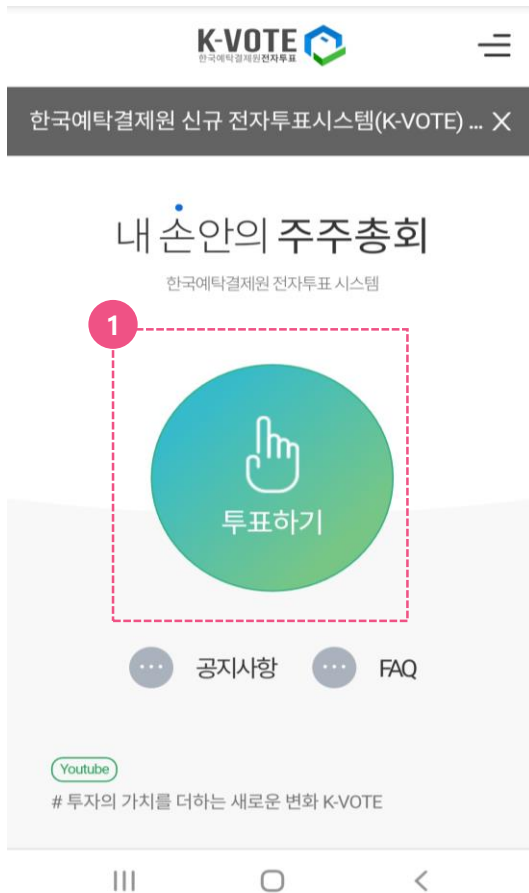 K-VOTE
한국예탁결제원전자투표
한국예탁결제원 신규 전자투표시스템(K-VOTE) ... X
내 손안의 주주총회
한국예탁결제원 전자투표 시스템
1
투표하기
공지사항 FAQ
Youtube
# 투자의 가치를 더하는 새로운 변화 K-VOTE